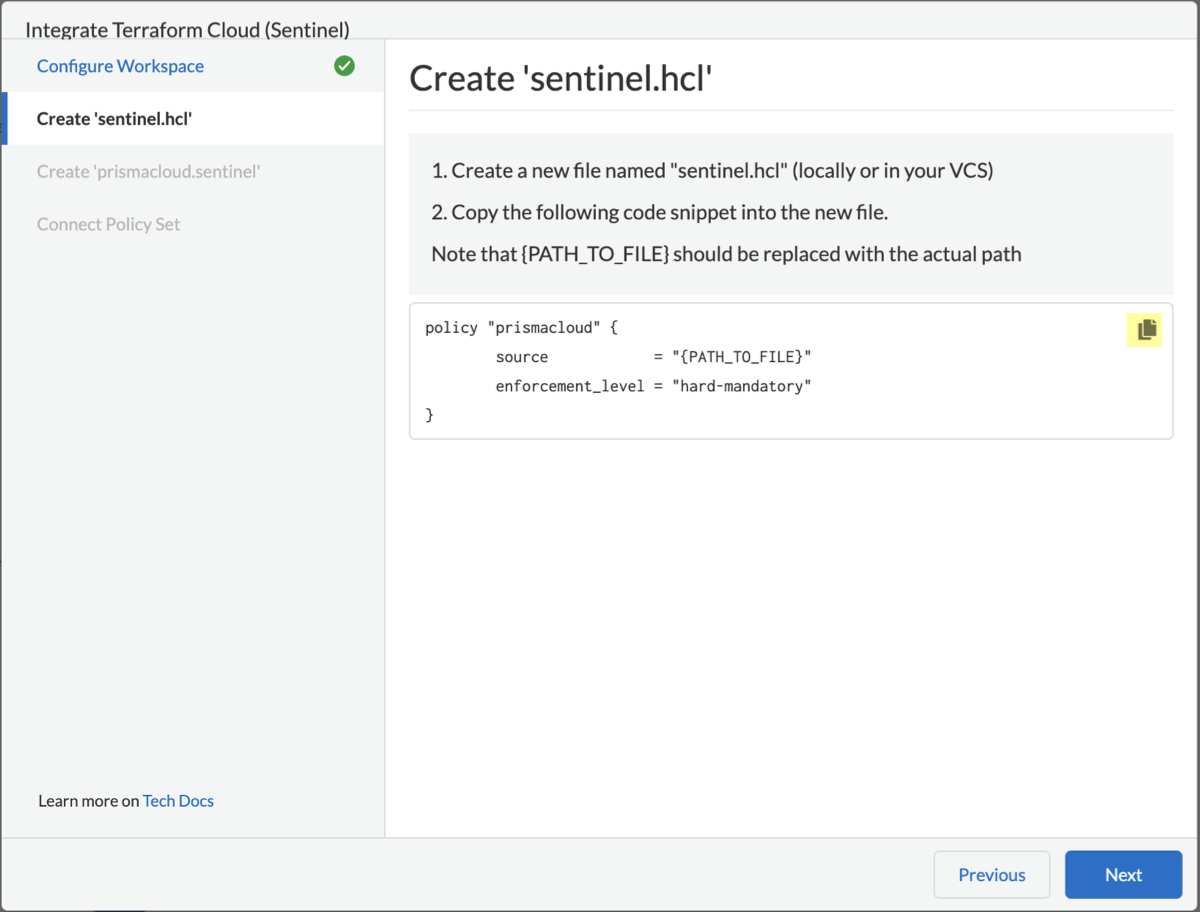 Integrate Terraform Cloud (Sentinel)
Configure Workspace
Create 'sentinel.hcl'
Create 'prismacloud.sentinel'
Connect Policy Set
Learn more on Tech Docs
Create 'sentinel.hcl'
1. Create a new file named "sentinel.hcl" (locally or in your VCS)
2. Copy the following code snippet into the new file.
Note that {PATH_TO_FILE} should be replaced with the actual path
policy "prismacloud" {
        source            = "{PATH_TO_FILE}"
        enforcement_level = "hard-mandatory"
}
Previous
Next